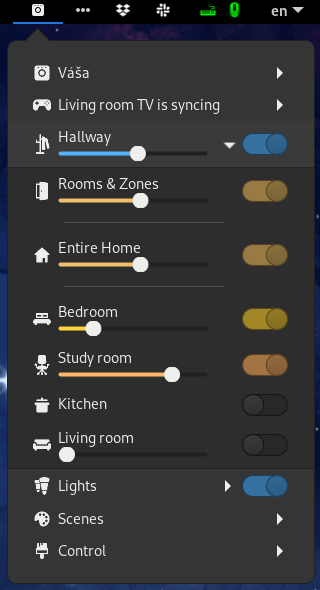 en
Váša
Living room TV is syncing
Hallway
Rooms & Zones
Entire Home
Bedroom
Study room
Kitchen
Living room
Lights
Scenes
Control